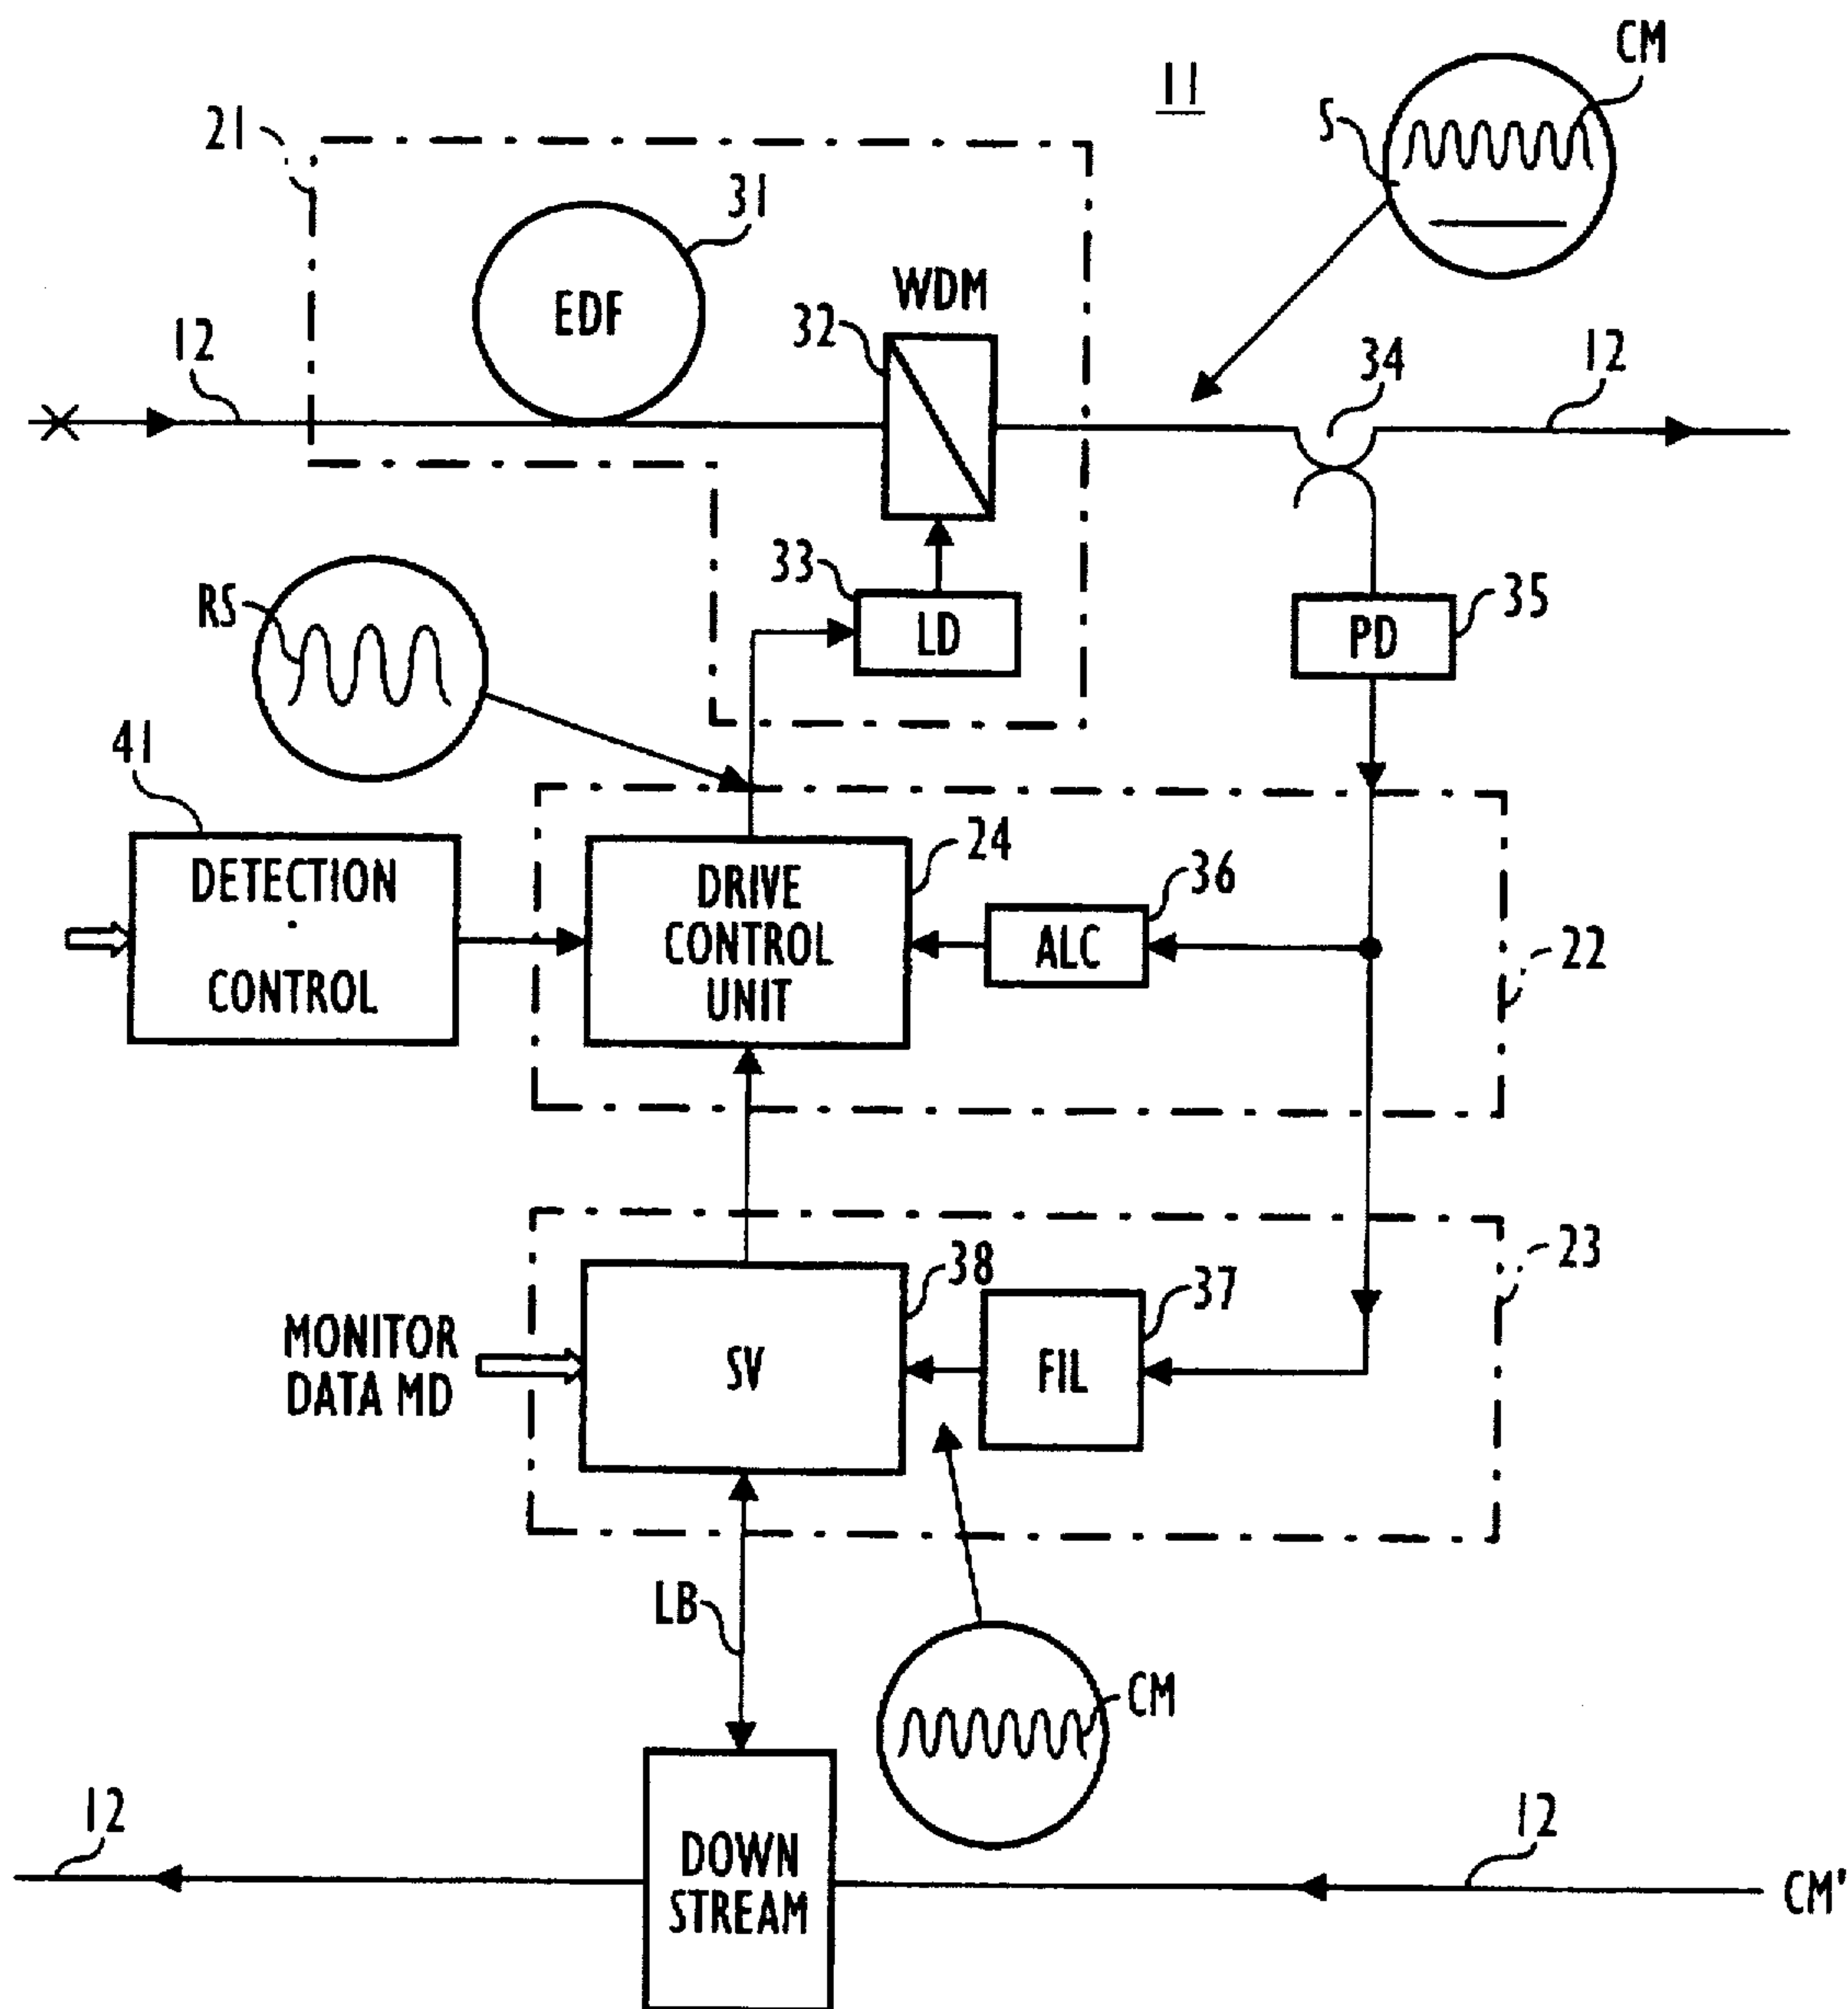 CM
11
S
21
31
EDF
WDM
32
12
34
12
33
LD
RS
35
PD
41
24
36
DETECTION
·
CONTROL
DRIVE
CONTROL
UNIT
ALC
22
38
37
23
MONITOR
DATA MD
SV
FIL
LB
CM
12
DOWN
STREAM
12
CM'